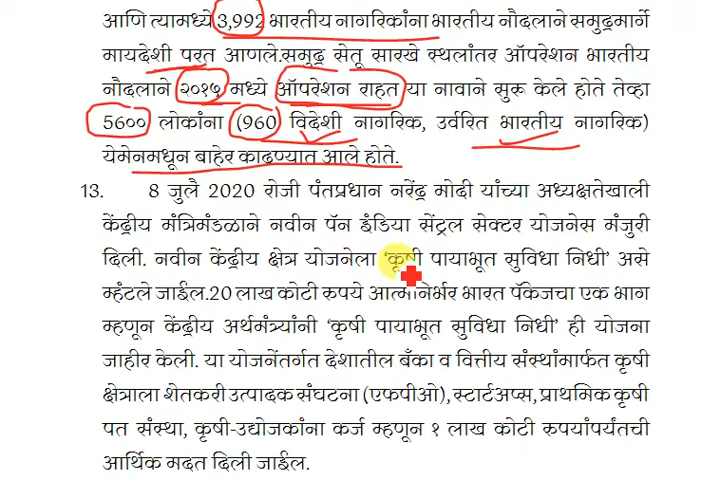 आणि त्यामध्ये 3,992 भारतीय नागरिकांना भारतीय नौदलाने समुद्रमार्गे
मायदेशी परत आणले.समुद्र सेतू सारखे स्थलांतर ऑपरेशन भारतीय
नौदलाने २०१५ मध्ये ऑपरेशन राहत या नावाने सुरू केले होते तेव्हा
5600 लोकांना (960 विदेशी नागरिक, उर्वरित भारतीय नागरिक)
येमेनमधून बाहेर काढण्यात आले होते.
13. 8 जुलै 2020 रोजी पंतप्रधान नरेंद्र मोदी यांच्या अध्यक्षतेखाली
केंद्रीय मंत्रिमंडळाने नवीन पॅन इंडिया सेंट्रल सेक्टर योजनेस मंजुरी
दिली. नवीन केंद्रीय क्षेत्र योजनेला ‘कृषी पायाभूत सुविधा निधी’ असे
म्हंटले जाईल.20 लाख कोटी रुपये आत्मनिर्भर भारत पॅकेजचा एक भाग
म्हणून केंद्रीय अर्थमंत्र्यांनी ‘कृषी पायाभूत सुविधा निधी’ ही योजना
जाहीर केली. या योजनेंतर्गत देशातील बँका व वित्तीय संस्थांमार्फत कृषी
क्षेत्राला शेतकरी उत्पादक संघटना (एफपीओ), स्टार्टअप्स, प्राथमिक कृषी
पत संस्था, कृषी-उद्योजकांना कर्ज म्हणून १ लाख कोटी रुपयांपर्यंतची
आर्थिक मदत दिली जाईल.